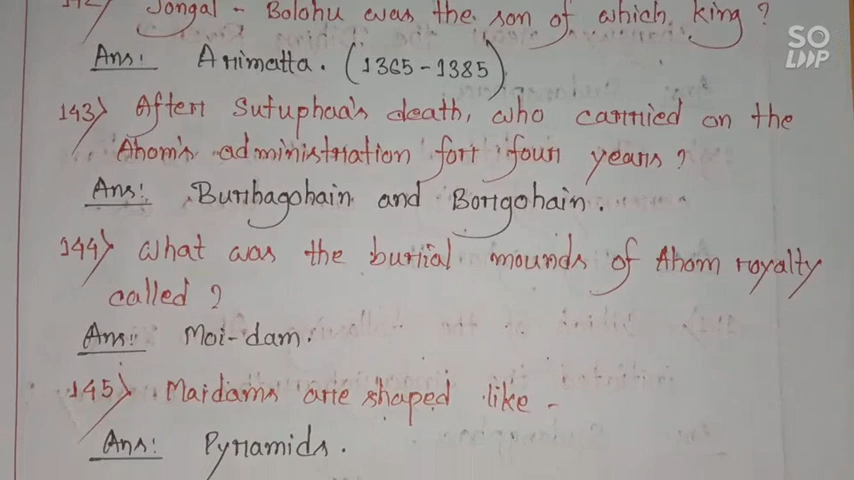 Jongal - Bolohu was the son of which king ?
Ans: Arimatta. (1365-1385)
143) After Sutuphaa's death, who carried on the
Ahom's administration for four years ?
Ans: Burhagohain and Borgohain.
144) What was the burial mounds of Ahom royalty
called ?
Ans: Moi-dam.
145) Maidams are shaped like -
Ans: Pyramids.
SO
LOOP